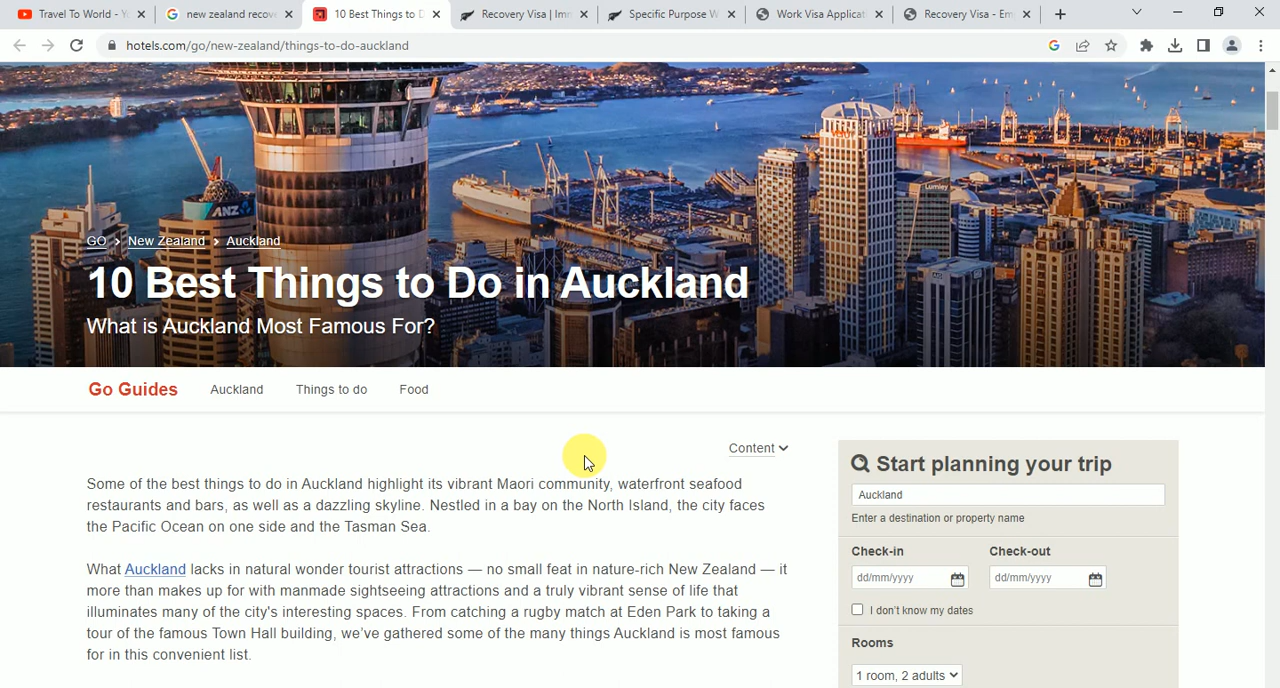 Travel To World - Yo
new zealand recove
10 Best Things to D
Recovery Visa | Imm
Specific Purpose W
Work Visa Applicat
Recovery Visa - Em
hotels.com/go/new-zealand/things-to-do-auckland
ANZ
Lumley
GO > New Zealand > Auckland
10 Best Things to Do in Auckland
What is Auckland Most Famous For?
Go Guides
Auckland
Things to do
Food
Content
Some of the best things to do in Auckland highlight its vibrant Maori community, waterfront seafood
restaurants and bars, as well as a dazzling skyline. Nestled in a bay on the North Island, the city faces
the Pacific Ocean on one side and the Tasman Sea.
What Auckland lacks in natural wonder tourist attractions — no small feat in nature-rich New Zealand — it
more than makes up for with manmade sightseeing attractions and a truly vibrant sense of life that
illuminates many of the city's interesting spaces. From catching a rugby match at Eden Park to taking a
tour of the famous Town Hall building, we've gathered some of the many things Auckland is most famous
for in this convenient list.
Start planning your trip
Auckland
Enter a destination or property name
Check-in
Check-out
dd/mm/yyyy
dd/mm/yyyy
I don't know my dates
Rooms
1 room, 2 adults